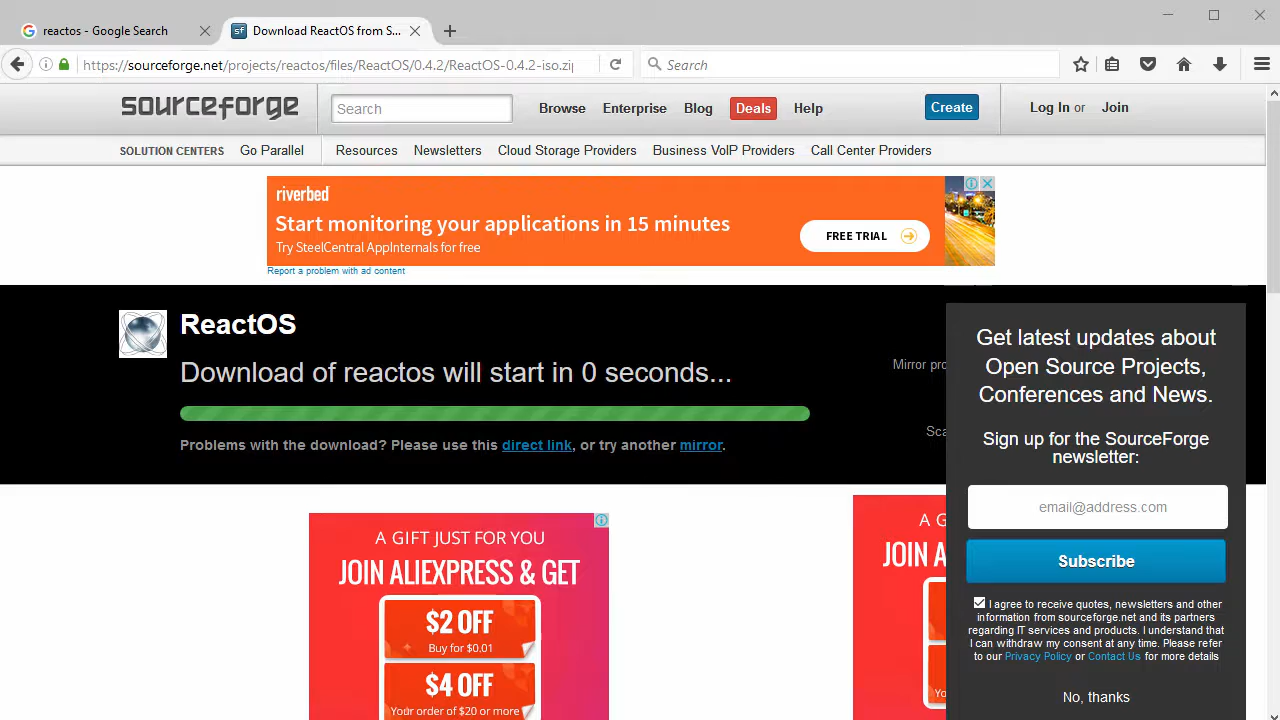 reactos - Google Search
Download ReactOS from S...
https://sourceforge.net/projects/reactos/files/ReactOS/0.4.2/ReactOS-0.4.2-iso.zip
Search
sourceforge
Search
Browse
Enterprise
Blog
Deals
Help
Create
Log In or Join
SOLUTION CENTERS
Go Parallel
Resources
Newsletters
Cloud Storage Providers
Business VoIP Providers
Call Center Providers
riverbed
Start monitoring your applications in 15 minutes
Try SteelCentral AppInternals for free
FREE TRIAL
Report a problem with ad content
ReactOS
Download of reactos will start in 0 seconds...
Problems with the download? Please use this direct link, or try another mirror.
Mirror pro
Sca
Get latest updates about
Open Source Projects,
Conferences and News.
Sign up for the SourceForge
newsletter:
email@address.com
Subscribe
I agree to receive quotes, newsletters and other
information from sourceforge.net and its partners
regarding IT services and products. I understand that
I can withdraw my consent at any time. Please refer
to our Privacy Policy or Contact Us for more details
No, thanks
A GIFT JUST FOR YOU
JOIN ALIEXPRESS & GET
$2 OFF
Buy for $0.01
$4 OFF
Your order of $20 or more
A G
JOIN AL
Yo